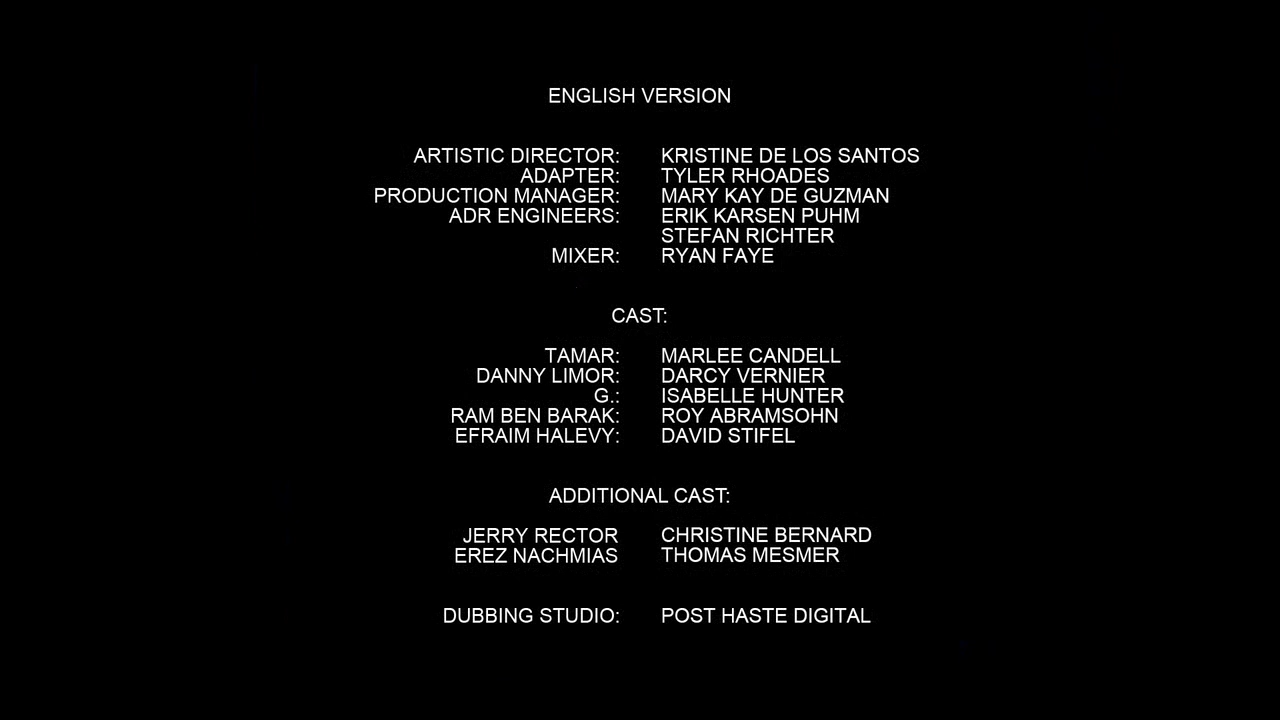 ENGLISH VERSION
ARTISTIC DIRECTOR: KRISTINE DE LOS SANTOS
ADAPTER: TYLER RHOADES
PRODUCTION MANAGER: MARY KAY DE GUZMAN
ADR ENGINEERS: ERIK KARSEN PUHM
STEFAN RICHTER
MIXER: RYAN FAYE
CAST:
TAMAR: MARLEE CANDELL
DANNY LIMOR: DARCY VERNIER
G.: ISABELLE HUNTER
RAM BEN BARAK: ROY ABRAMSOHN
EFRAIM HALEVY: DAVID STIFEL
ADDITIONAL CAST:
JERRY RECTOR CHRISTINE BERNARD
EREZ NACHMIAS THOMAS MESMER
DUBBING STUDIO: POST HASTE DIGITAL